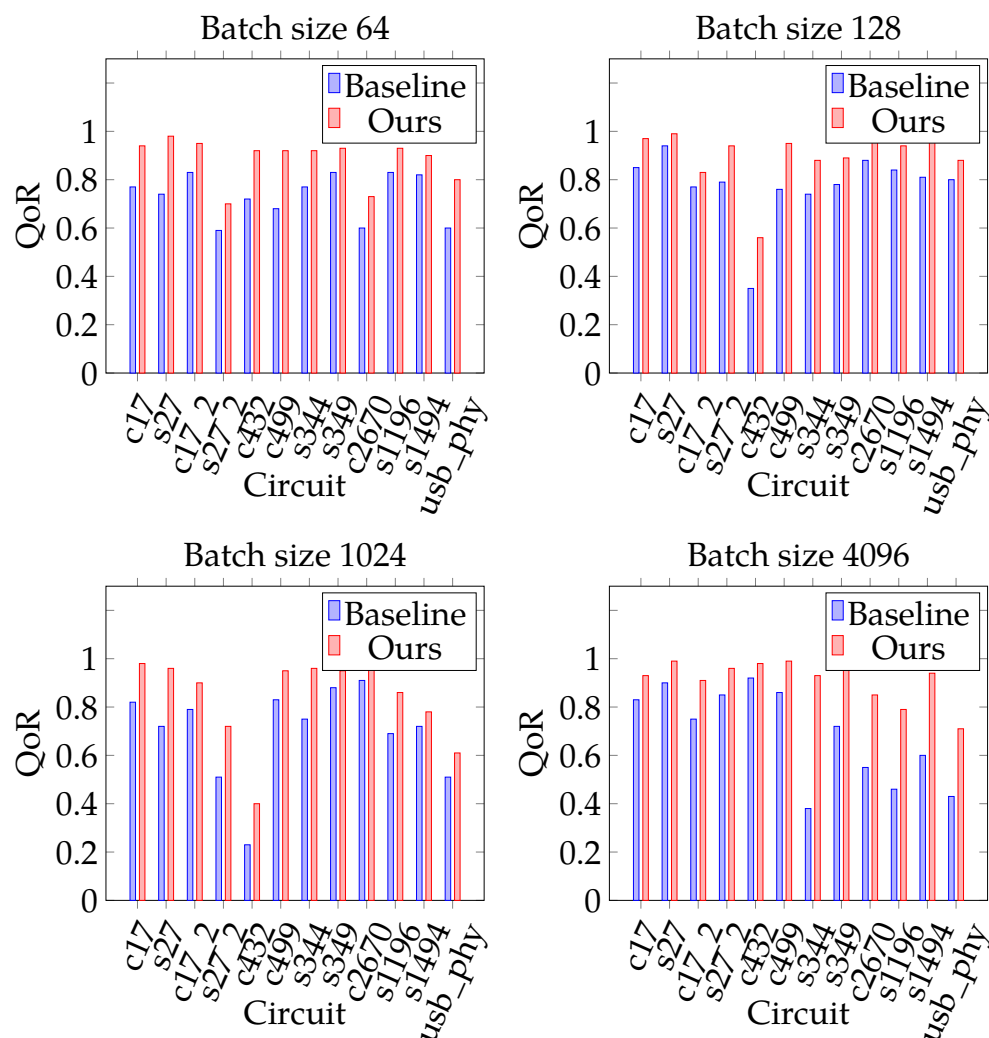 Batch size 64
Baseline
Ours
QoR
1
0.8
0.6
0.4
0.2
0
c17
s27
c17_2
s27_2
c432
c499
s344
s349
c2670
s1196
s1494
usb_phy
Circuit
Batch size 128
Baseline
Ours
QoR
1
0.8
0.6
0.4
0.2
0
c17
s27
c17_2
s27_2
c432
c499
s344
s349
c2670
s1196
s1494
usb_phy
Circuit
Batch size 1024
Baseline
Ours
QoR
1
0.8
0.6
0.4
0.2
0
c17
s27
c17_2
s27_2
c432
c499
s344
s349
c2670
s1196
s1494
usb_phy
Circuit
Batch size 4096
Baseline
Ours
QoR
1
0.8
0.6
0.4
0.2
0
c17
s27
c17_2
s27_2
c432
c499
s344
s349
c2670
s1196
s1494
usb_phy
Circuit